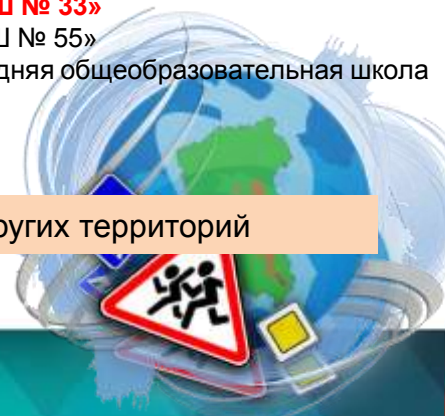 Ш № 33»
Ш № 55»
дняя общеобразовательная школа
ругих территорий